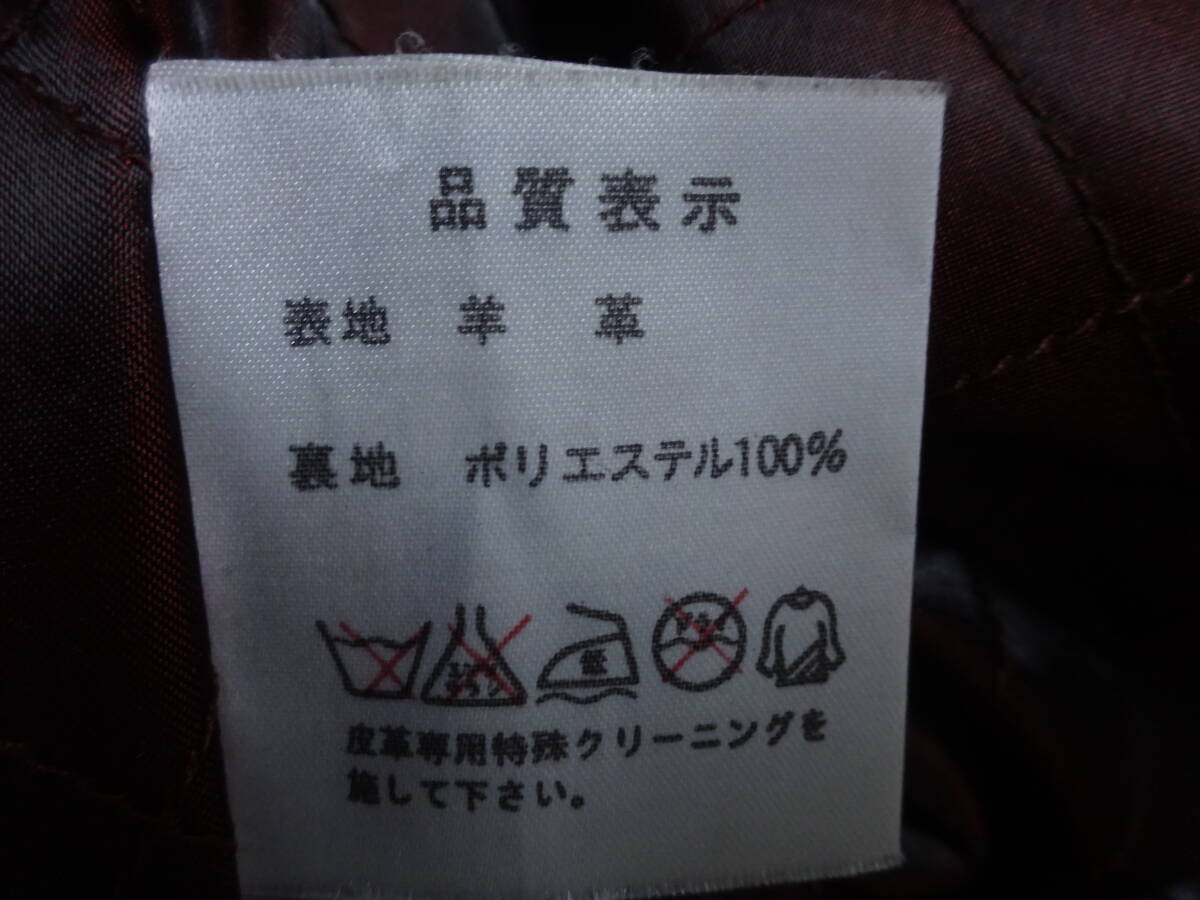 品質表示
表地 羊 革
裏地 ポリエステル100%
低
皮革専用特殊クリーニングを
施して下さい。